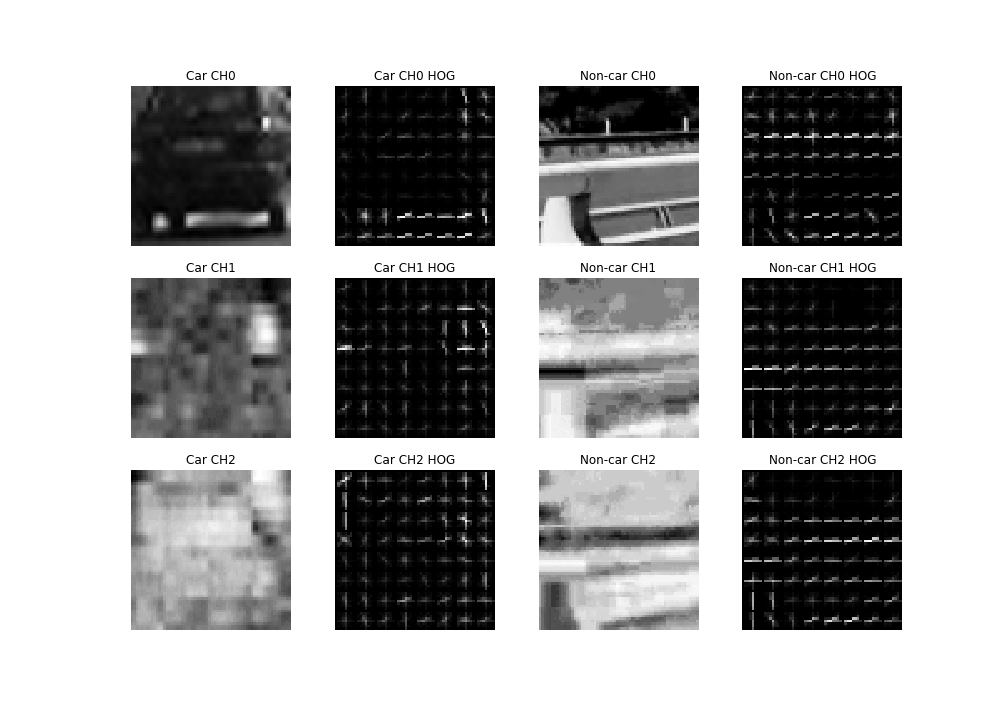 Car CH0
Car CH0 HOG
Non-car CH0
Non-car CH0 HOG
Car CH1
Car CH1 HOG
Non-car CH1
Non-car CH1 HOG
Car CH2
Car CH2 HOG
Non-car CH2
Non-car CH2 HOG